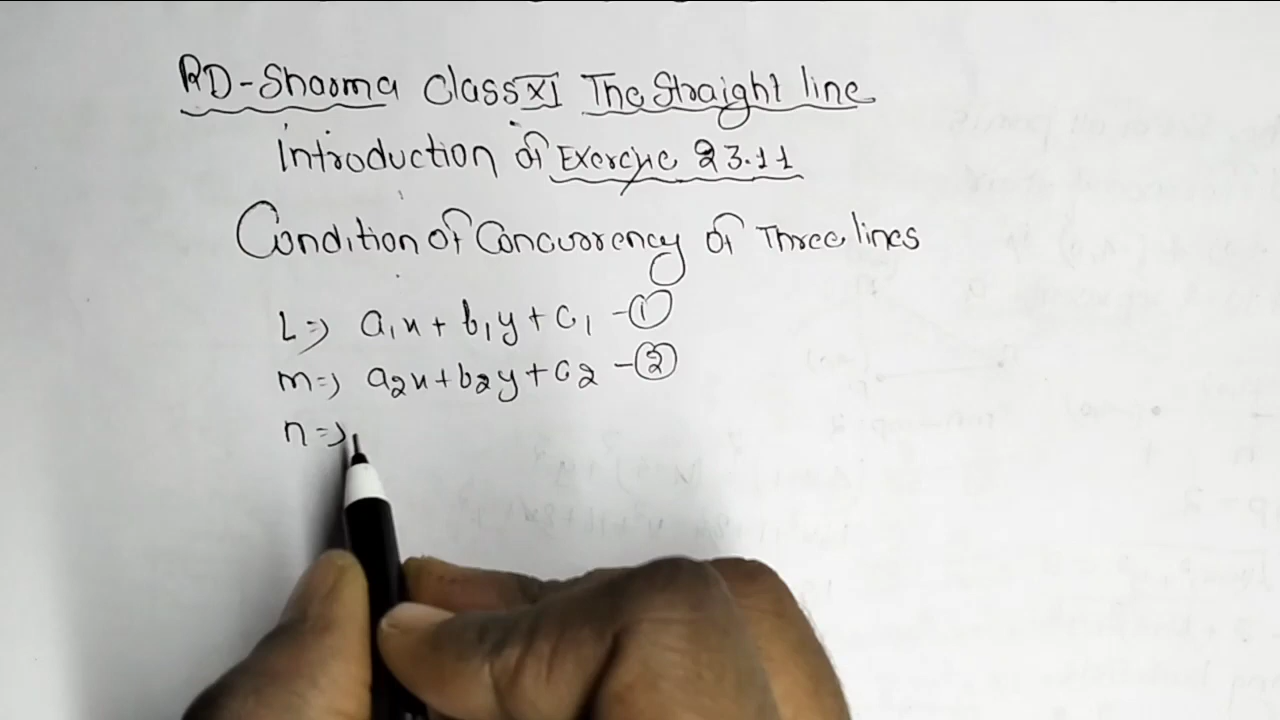 RD-Sharma Class XI The Straight line
introduction of Exercise 23.11
Condition of Concurrency of Three lines
L => a₁x + b₁y + c₁ -①
m => a₂x + b₂y + c₂ -②
n =>